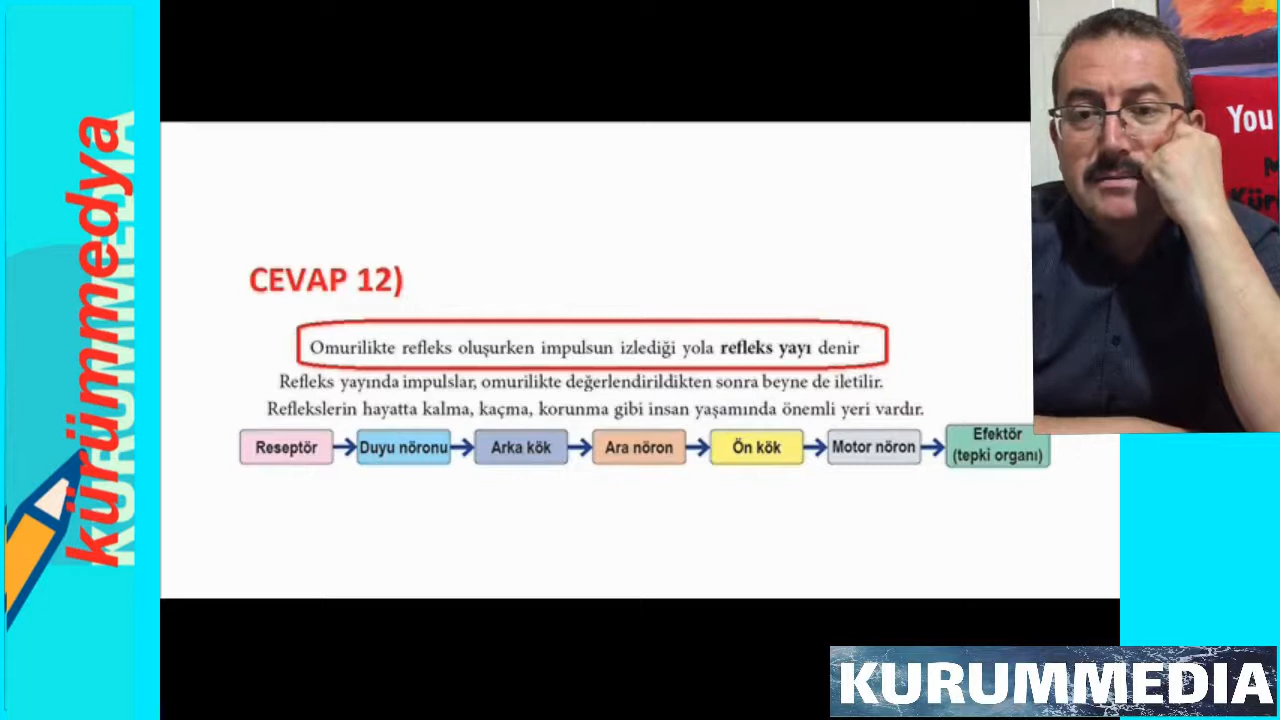 kürümmedya
KURUMMEDIA
You
CEVAP 12)
Omurilikte refleks oluşurken impulsun izlediği yola refleks yayı denir
Refleks yayında impulslar, omurilikte değerlendirildikten sonra beyne de iletilir.
Reflekslerin hayatta kalma, kaçma, korunma gibi insan yaşamında önemli yeri vardır.
Reseptör
Duyu nöronu
Arka kök
Ara nöron
Ön kök
Motor nöron
Efektör
(tepki organı)
KURUMMEDIA